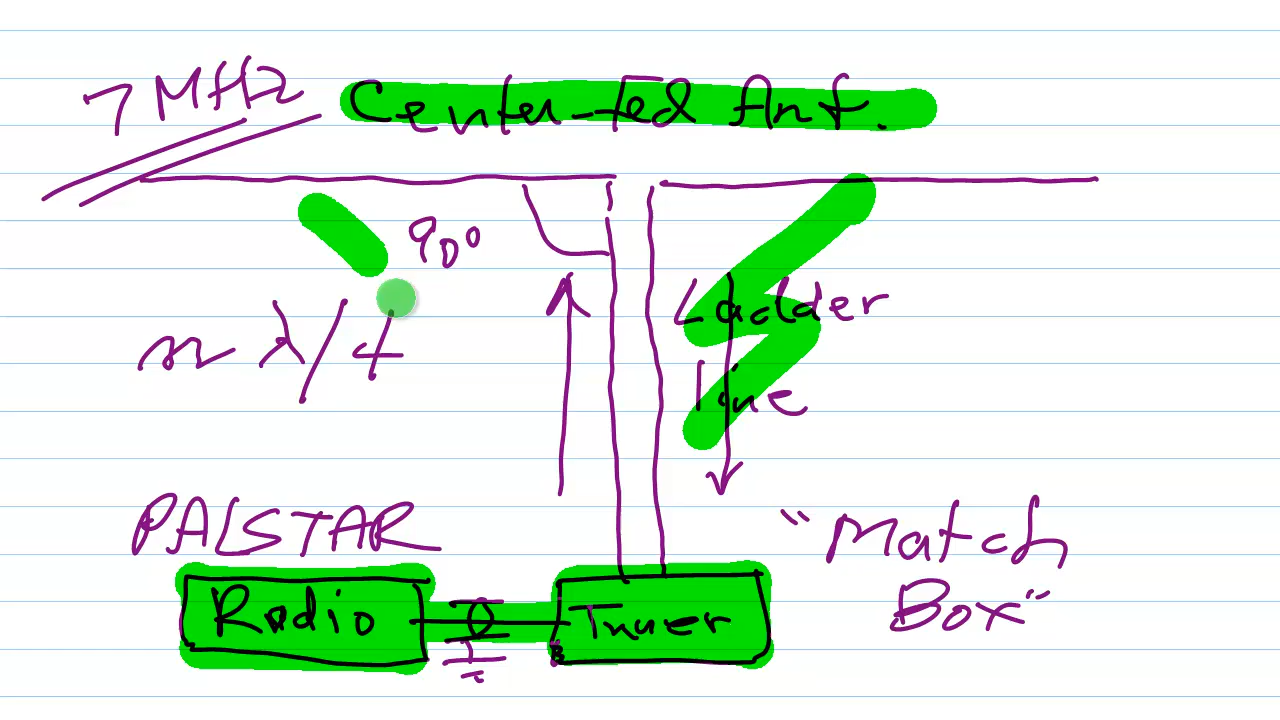 7 MHz
Center-fed Ant.
90°
λ/4
Ladder
line
PALSTAR
"Match
Box"
Radio
Tuner